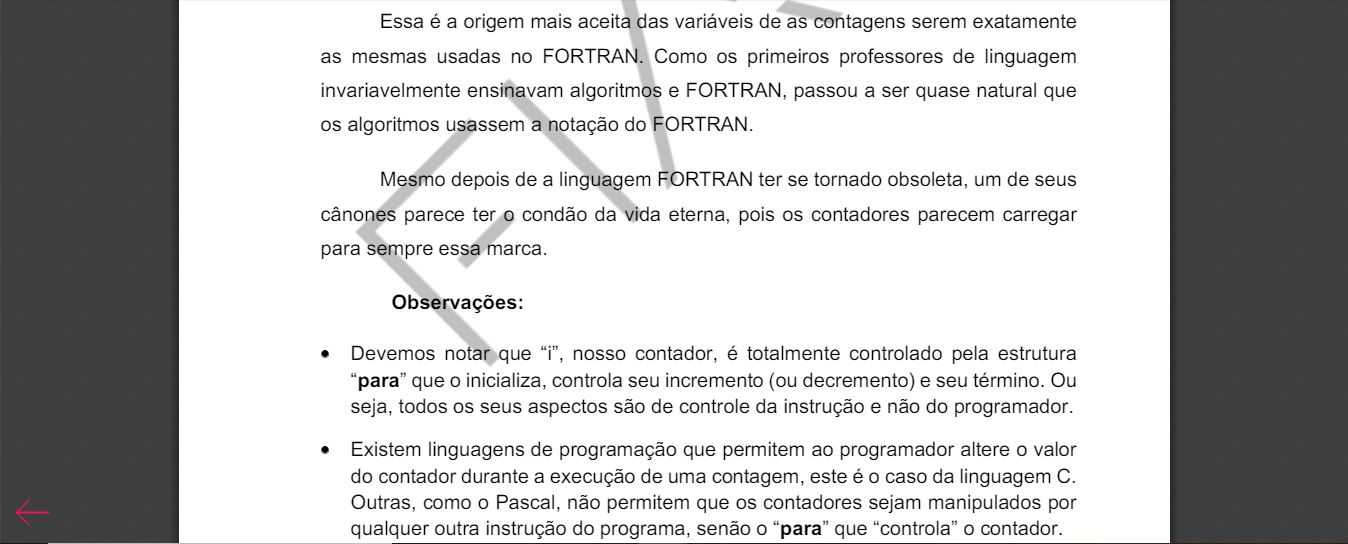 Essa é a origem mais aceita das variáveis de as contagens serem exatamente
as mesmas usadas no FORTRAN. Como os primeiros professores de linguagem
invariavelmente ensinavam algoritmos e FORTRAN, passou a ser quase natural que
os algoritmos usassem a notação do FORTRAN.
Mesmo depois de a linguagem FORTRAN ter se tornado obsoleta, um de seus
cânones parece ter o condão da vida eterna, pois os contadores parecem carregar
para sempre essa marca.
Observações:
• Devemos notar que “i”, nosso contador, é totalmente controlado pela estrutura
“para” que o inicializa, controla seu incremento (ou decremento) e seu término. Ou
seja, todos os seus aspectos são de controle da instrução e não do programador.
• Existem linguagens de programação que permitem ao programador altere o valor
do contador durante a execução de uma contagem, este é o caso da linguagem C.
Outras, como o Pascal, não permitem que os contadores sejam manipulados por
qualquer outra instrução do programa, senão o “para” que “controla” o contador.